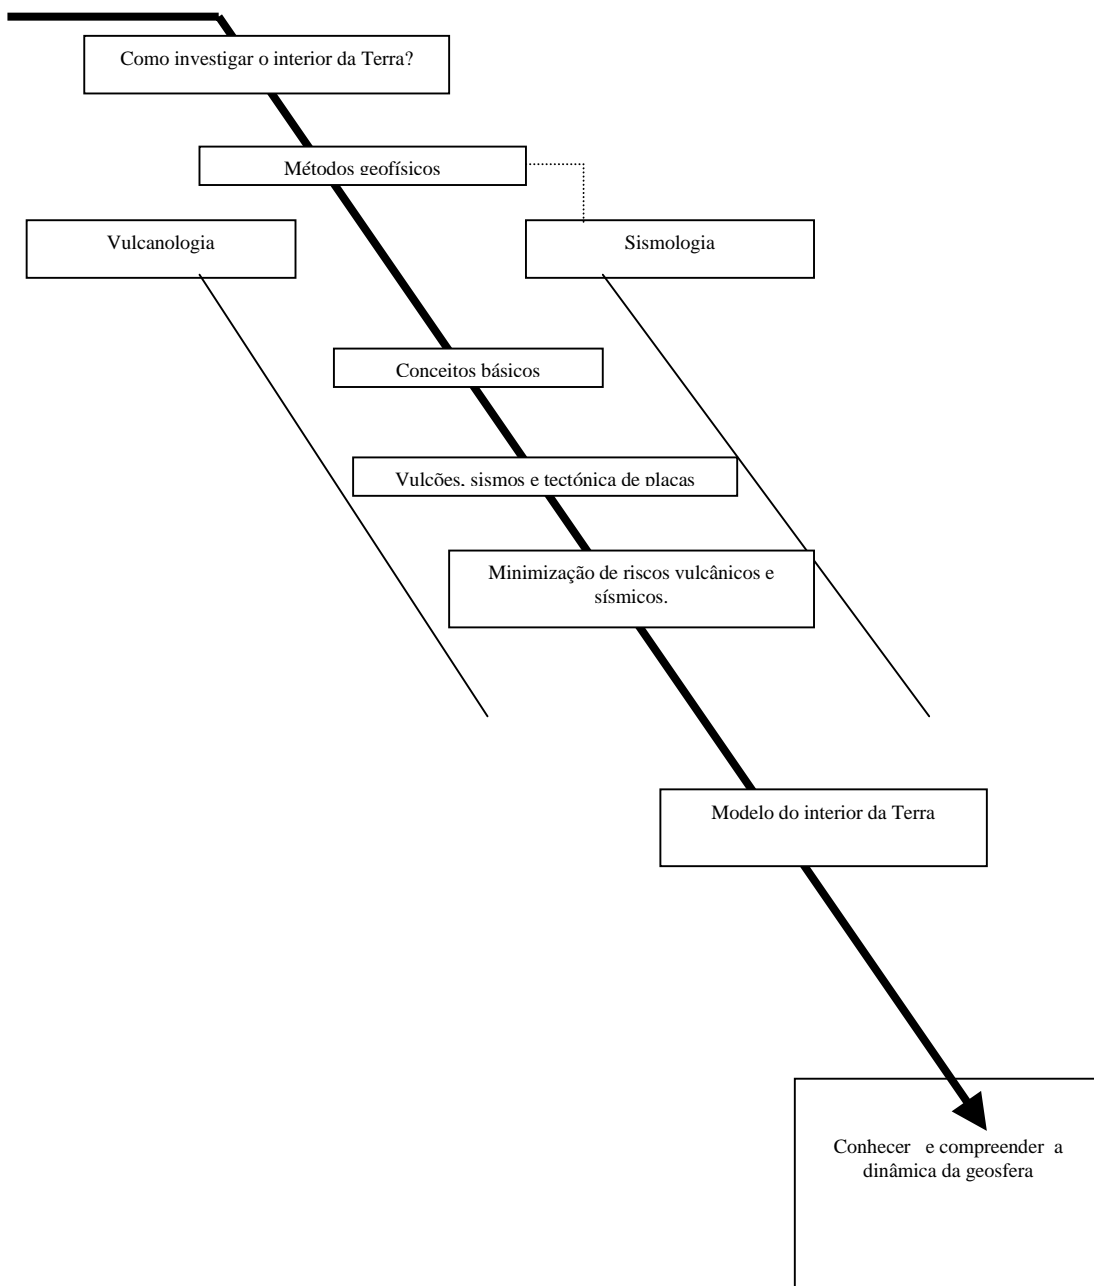 Como investigar o interior da Terra?
Métodos geofísicos
Vulcanologia
Sismologia
Conceitos básicos
Vulcões, sismos e tectónica de placas
Minimização de riscos vulcânicos e
sísmicos.
Modelo do interior da Terra
Conhecer e compreender a
dinâmica da geosfera